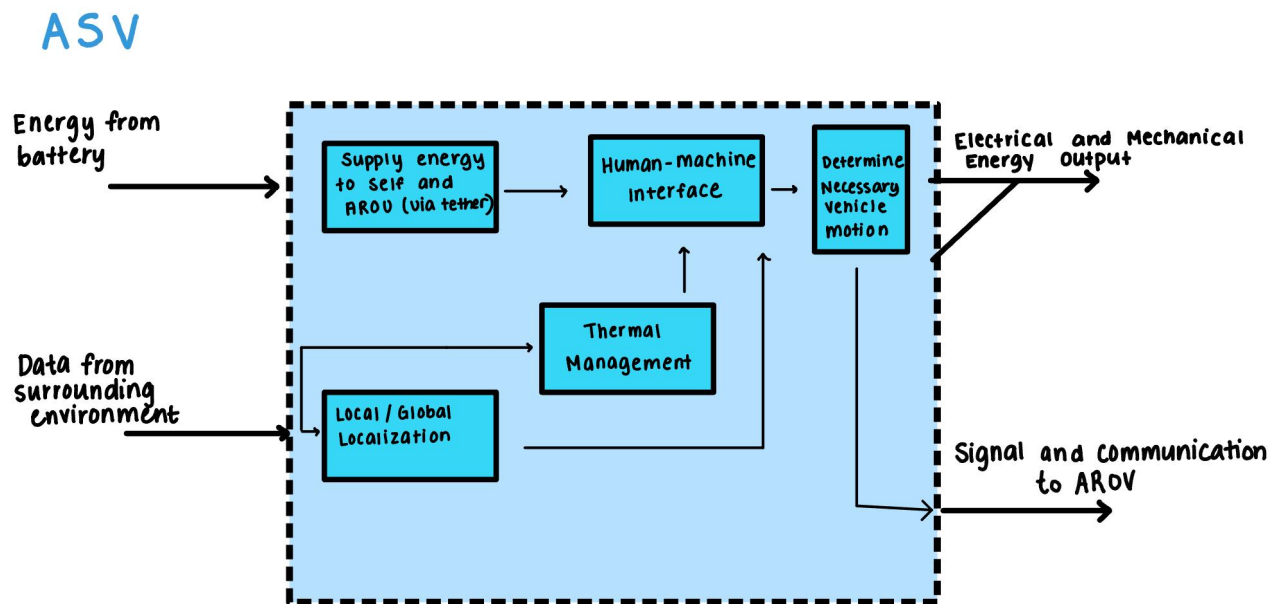 ASV
Energy from
battery
Supply energy
to self and
AROV (via tether)
Human-machine
Interface
Determine
Necessary
Vehicle
motion
Electrical and Mechanical
Energy Output
Thermal
Management
Data from
surrounding
environment
Local / Global
Localization
Signal and communication
to AROV